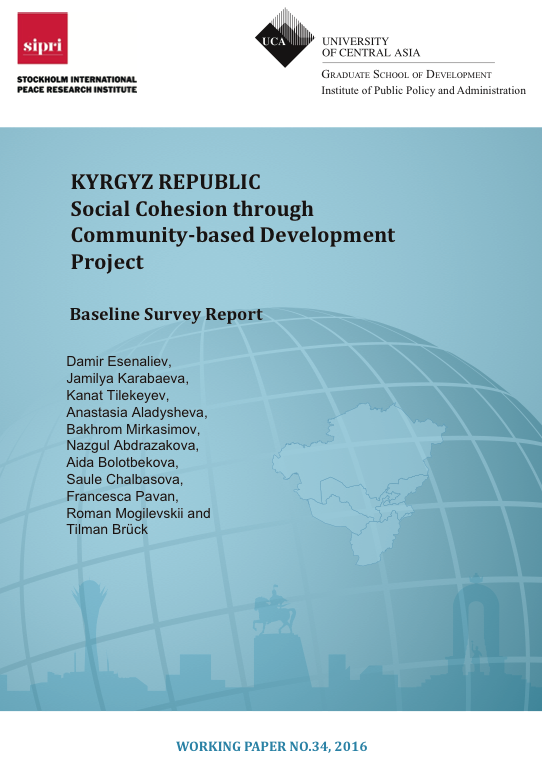 sipri
STOCKHOLM INTERNATIONAL
PEACE RESEARCH INSTITUTE
UCA
UNIVERSITY
OF CENTRAL ASIA
GRADUATE SCHOOL OF DEVELOPMENT
Institute of Public Policy and Administration
KYRGYZ REPUBLIC
Social Cohesion through
Community-based Development
Project
Baseline Survey Report
Damir Esenaliev,
Jamilya Karabaeva,
Kanat Tilekeyev,
Anastasia Aladysheva,
Bakhrom Mirkasimov,
Nazgul Abdrazakova,
Aida Bolotbekova,
Saule Chalbasova,
Francesca Pavan,
Roman Mogilevskii and
Tilman Brück
WORKING PAPER NO.34, 2016